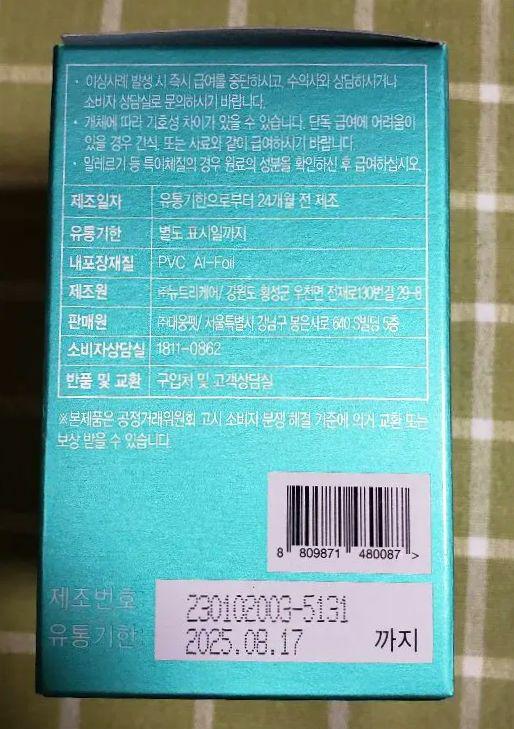 · 이상사례 발생 시 즉시 급여를 중단하시고, 수의사와 상담하시거나
소비자 상담실로 문의하시기 바랍니다.
· 개체에 따라 기호성 차이가 있을 수 있습니다. 단독 급여에 어려움이
있을 경우 간식, 또는 사료와 같이 급여하시기 바랍니다.
· 알레르기 등 특이체질의 경우 원료의 성분을 확인하신 후 급여하십시오.
제조일자 유통기한으로부터 24개월 전 제조
유통기한 별도 표시일까지
내포장재질 PVC Al-Foil
제조원 ㈜뉴트리케어/ 강원도 횡성군 우천면 전재로130번길 29-8
판매원 ㈜대웅펫/ 서울특별시 강남구 봉은사로 640 S빌딩 5층
소비자상담실 1811-0862
반품 및 교환 구입처 및 고객상담실
※본제품은 공정거래위원회 고시 소비자 분쟁 해결 기준에 의거 교환 또는
보상 받을 수 있습니다.
8 809871 480087 >
제조번호 230102003-5131
유통기한 2025.08.17 까지